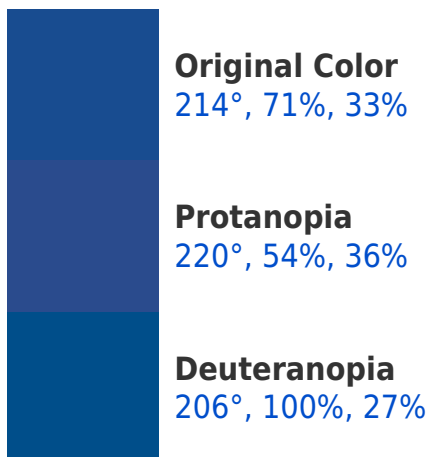 Original Color
214°, 71%, 33%
Protanopia
220°, 54%, 36%
Deuteranopia
206°, 100%, 27%